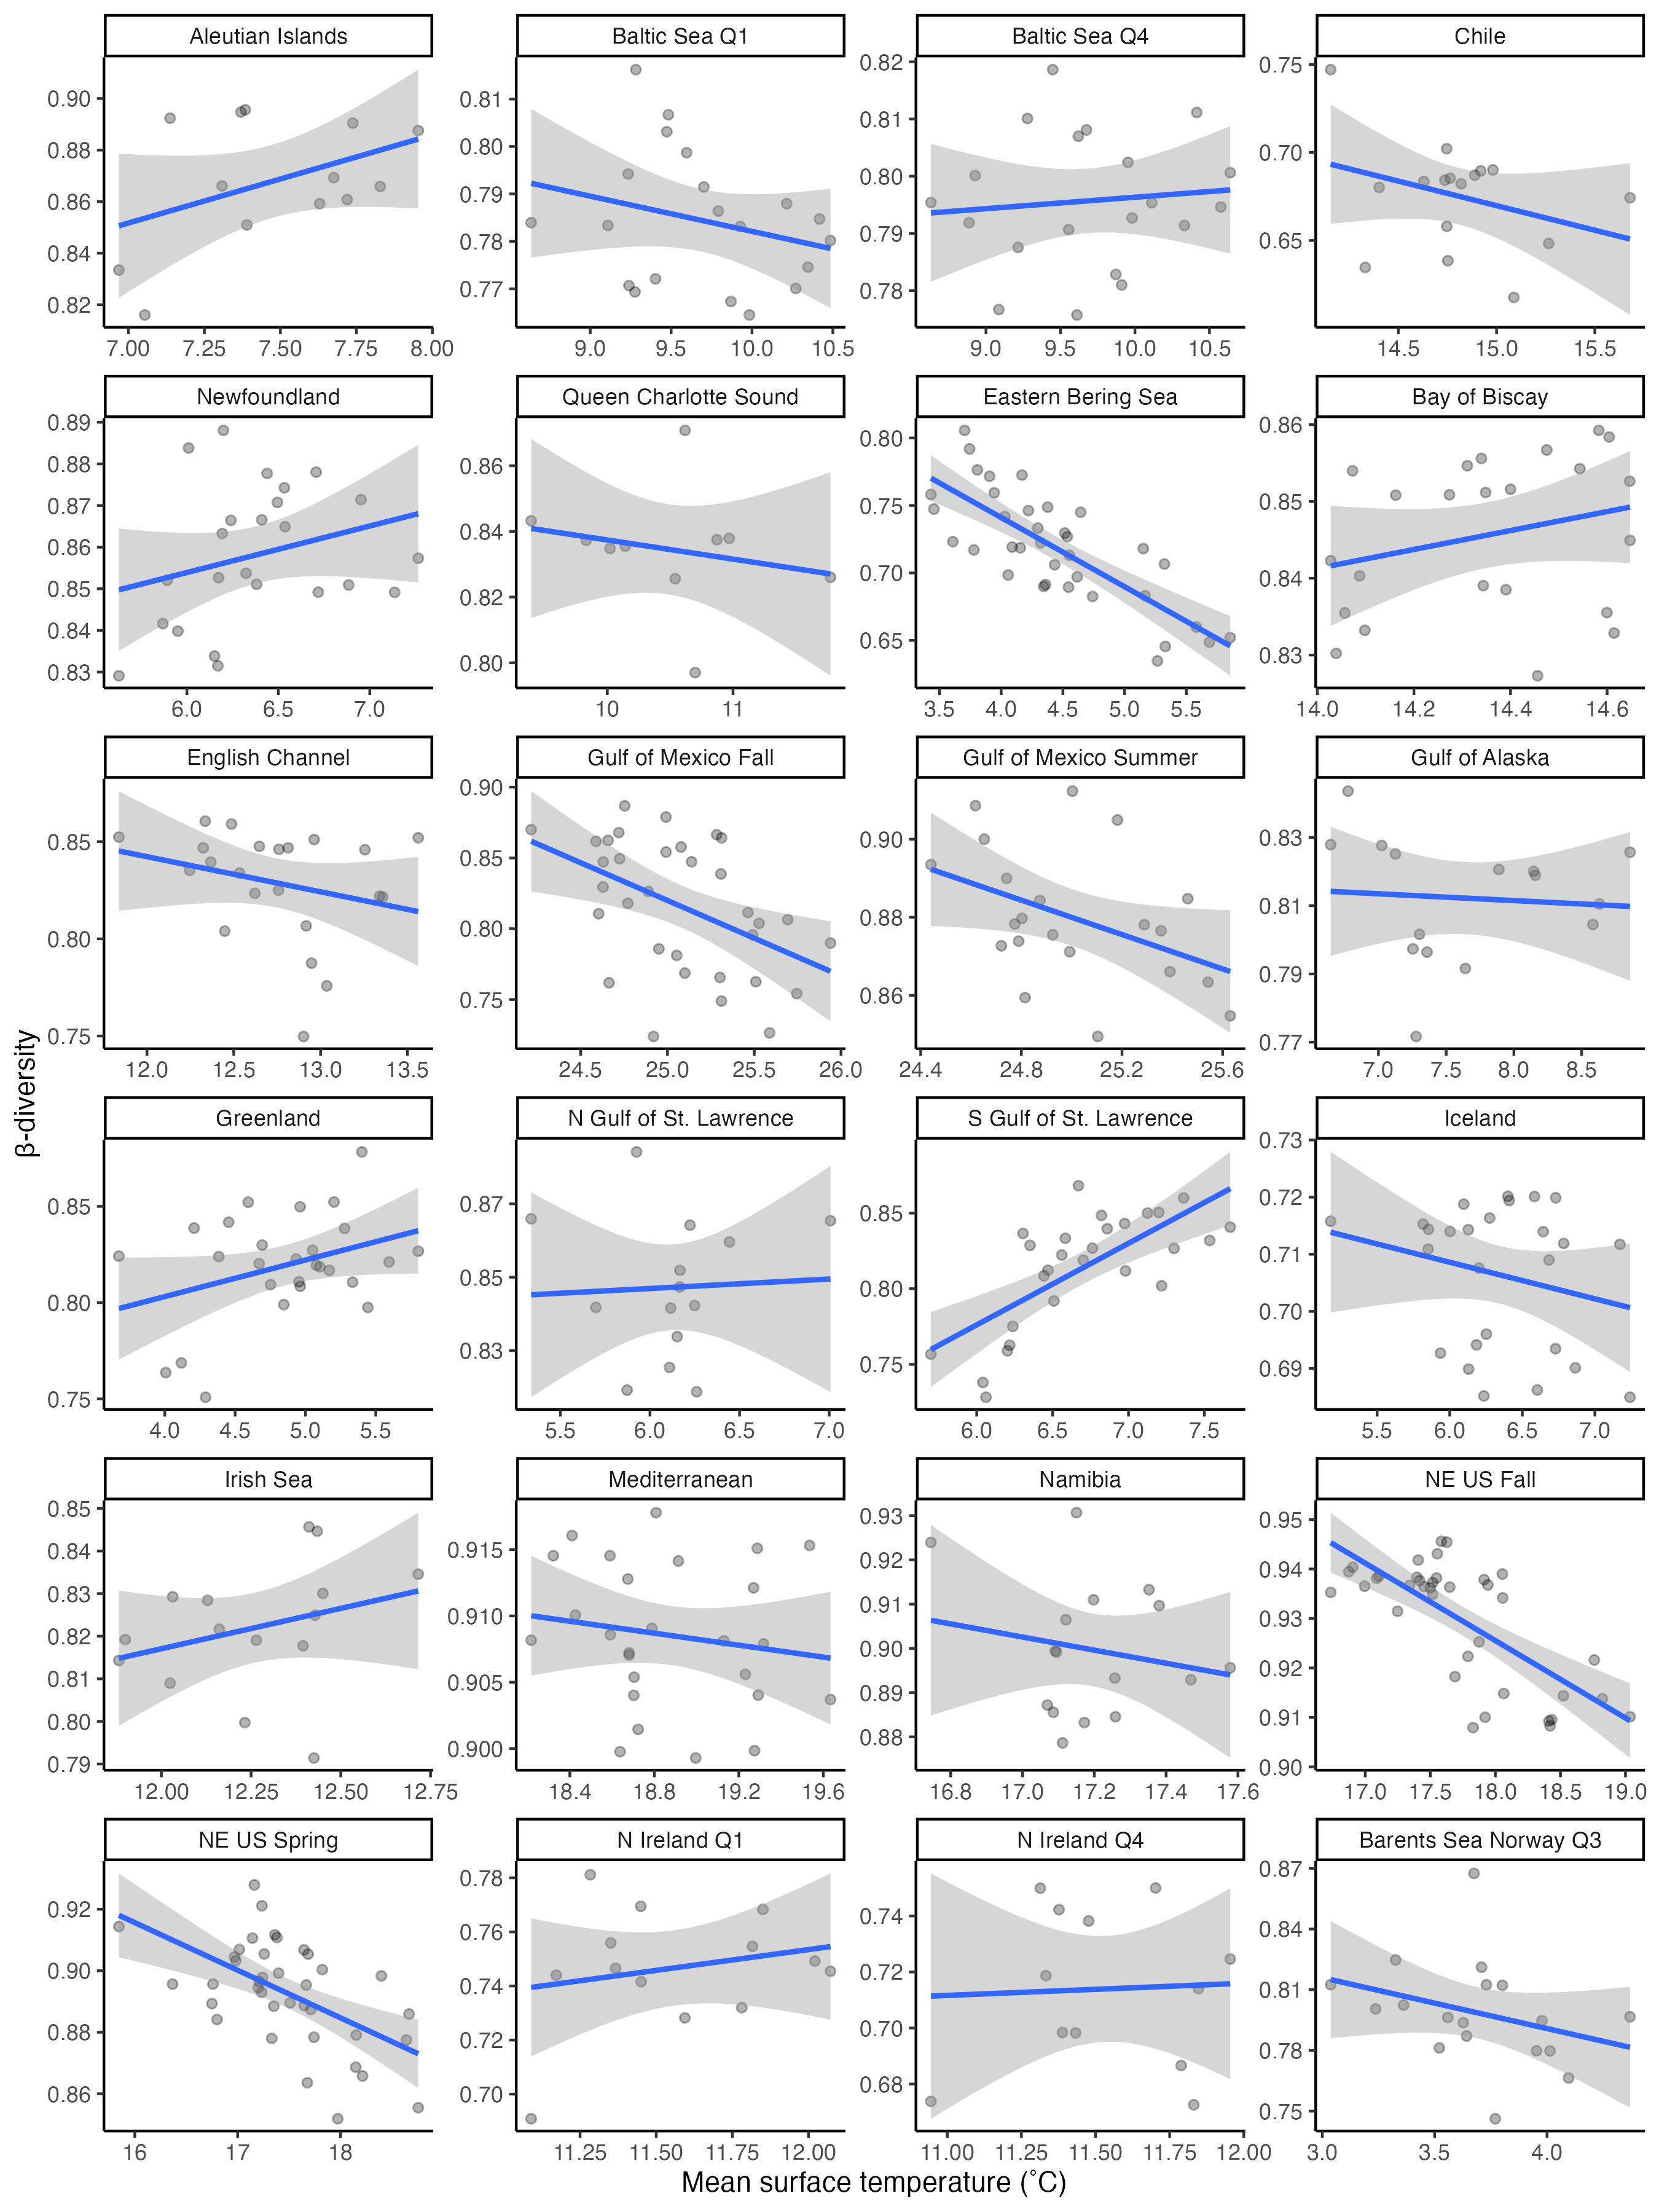 Aleutian Islands
Baltic Sea Q1
Baltic Sea Q4
Chile
0.90
0.88
0.86
0.84
0.82
7.00 7.25 7.50 7.75 8.00
0.81
0.80
0.79
0.78
0.77
9.0 9.5 10.0 10.5
0.82
0.81
0.80
0.79
0.78
9.0 9.5 10.0 10.5
0.75
0.70
0.65
14.5 15.0 15.5
Newfoundland
Queen Charlotte Sound
Eastern Bering Sea
Bay of Biscay
0.89
0.88
0.87
0.86
0.85
0.84
0.83
6.0 6.5 7.0
0.86
0.84
0.82
0.80
10 11
0.80
0.75
0.70
0.65
3.5 4.0 4.5 5.0 5.5
0.86
0.85
0.84
0.83
14.0 14.2 14.4 14.6
English Channel
Gulf of Mexico Fall
Gulf of Mexico Summer
Gulf of Alaska
0.85
0.80
0.75
12.0 12.5 13.0 13.5
0.90
0.85
0.80
0.75
24.5 25.0 25.5 26.0
0.90
0.88
0.86
24.4 24.8 25.2 25.6
0.83
0.81
0.79
0.77
7.0 7.5 8.0 8.5
β-diversity
Greenland
N Gulf of St. Lawrence
S Gulf of St. Lawrence
Iceland
0.85
0.80
0.75
4.0 4.5 5.0 5.5
0.87
0.85
0.83
5.5 6.0 6.5 7.0
0.85
0.80
0.75
6.0 6.5 7.0 7.5
0.73
0.72
0.71
0.70
0.69
5.5 6.0 6.5 7.0
Irish Sea
Mediterranean
Namibia
NE US Fall
0.85
0.84
0.83
0.82
0.81
0.80
0.79
12.00 12.25 12.50 12.75
0.915
0.910
0.905
0.900
18.4 18.8 19.2 19.6
0.93
0.92
0.91
0.90
0.89
0.88
16.8 17.0 17.2 17.4 17.6
0.95
0.94
0.93
0.92
0.91
0.90
17.0 17.5 18.0 18.5 19.0
NE US Spring
N Ireland Q1
N Ireland Q4
Barents Sea Norway Q3
0.92
0.90
0.88
0.86
16 17 18
0.78
0.76
0.74
0.72
0.70
11.25 11.50 11.75 12.00
0.74
0.72
0.70
0.68
11.00 11.25 11.50 11.75 12.00
0.87
0.84
0.81
0.78
0.75
3.0 3.5 4.0
Mean surface temperature (˚C)